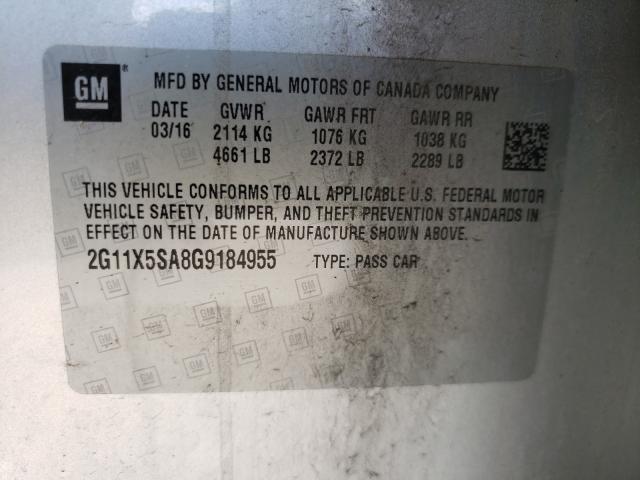 GM ® MFD BY GENERAL MOTORS OF CANADA COMPANY
DATE GVWR GAWR FRT GAWR RR
03/16 2114 KG 1076 KG 1038 KG
4661 LB 2372 LB 2289 LB
THIS VEHICLE CONFORMS TO ALL APPLICABLE U.S. FEDERAL MOTOR
VEHICLE SAFETY, BUMPER, AND THEFT PREVENTION STANDARDS IN
EFFECT ON THE DATE OF MANUFACTURE SHOWN ABOVE.
2G11X5SA8G9184955 TYPE: PASS CAR